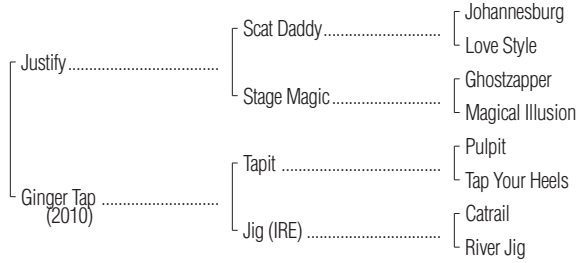 Johannesburg
Scat Daddy
Love Style
Justify
Ghostzapper
Stage Magic
Magical Illusion
Pulpit
Tapit
Tap Your Heels
Ginger Tap
(2010)
Catrail
Jig (IRE)
River Jig